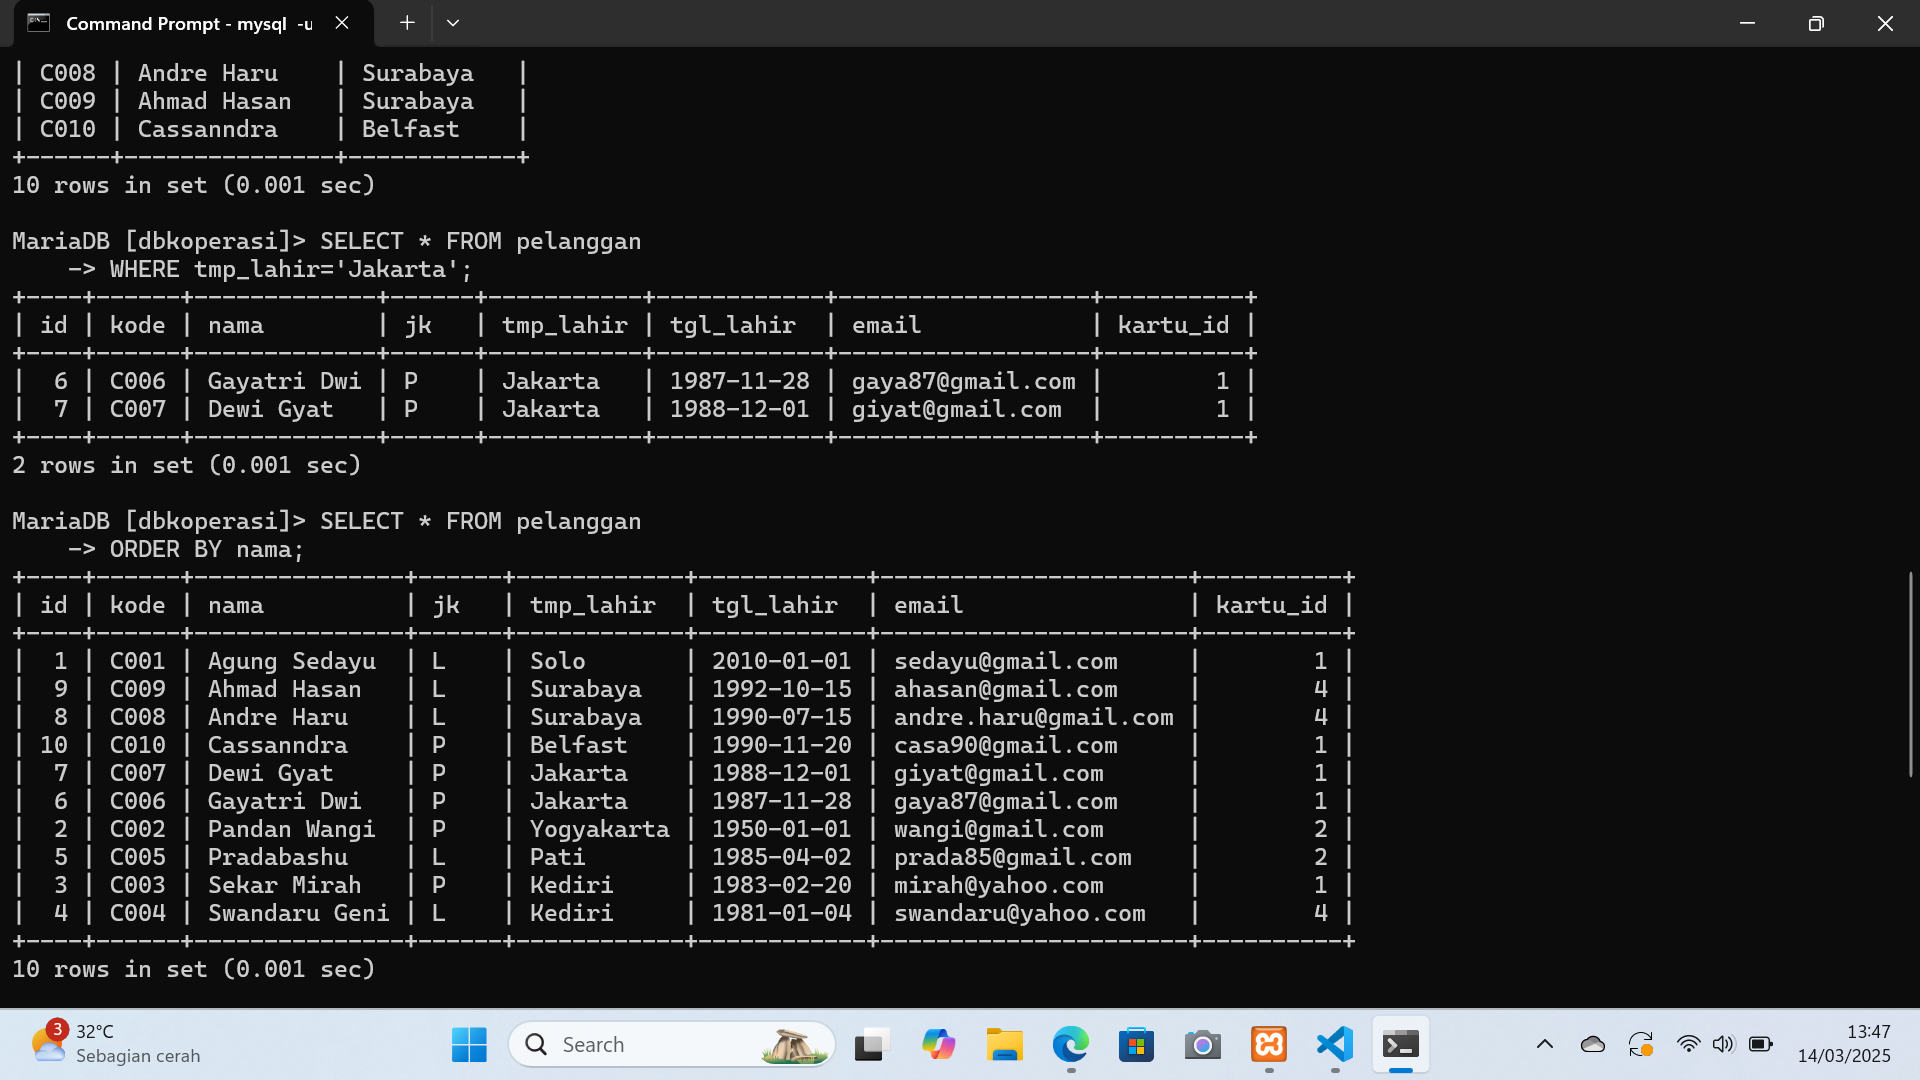 Command Prompt - mysql  -u
| C008 | Andre Haru    | Surabaya   |
| C009 | Ahmad Hasan   | Surabaya   |
| C010 | Cassanndra    | Belfast    |
+------+---------------+------------+
10 rows in set (0.001 sec)
MariaDB [dbkoperasi]> SELECT * FROM pelanggan
    -> WHERE tmp_lahir='Jakarta';
+----+------+-------------+------+-----------+------------+------------------+----------+
| id | kode | nama        | jk   | tmp_lahir | tgl_lahir  | email            | kartu_id |
+----+------+-------------+------+-----------+------------+------------------+----------+
|  6 | C006 | Gayatri Dwi | P    | Jakarta   | 1987-11-28 | gaya87@gmail.com |        1 |
|  7 | C007 | Dewi Gyat   | P    | Jakarta   | 1988-12-01 | giyat@gmail.com  |        1 |
+----+------+-------------+------+-----------+------------+------------------+----------+
2 rows in set (0.001 sec)
MariaDB [dbkoperasi]> SELECT * FROM pelanggan
    -> ORDER BY nama;
+----+------+---------------+------+------------+------------+----------------------+----------+
| id | kode | nama          | jk   | tmp_lahir  | tgl_lahir  | email                | kartu_id |
+----+------+---------------+------+------------+------------+----------------------+----------+
|  1 | C001 | Agung Sedayu  | L    | Solo       | 2010-01-01 | sedayu@gmail.com     |        1 |
|  9 | C009 | Ahmad Hasan   | L    | Surabaya   | 1992-10-15 | ahasan@gmail.com     |        4 |
|  8 | C008 | Andre Haru    | L    | Surabaya   | 1990-07-15 | andre.haru@gmail.com |        4 |
| 10 | C010 | Cassanndra    | P    | Belfast    | 1990-11-20 | casa90@gmail.com     |        1 |
|  7 | C007 | Dewi Gyat     | P    | Jakarta    | 1988-12-01 | giyat@gmail.com      |        1 |
|  6 | C006 | Gayatri Dwi   | P    | Jakarta    | 1987-11-28 | gaya87@gmail.com     |        1 |
|  2 | C002 | Pandan Wangi  | P    | Yogyakarta | 1950-01-01 | wangi@gmail.com      |        2 |
|  5 | C005 | Pradabashu    | L    | Pati       | 1985-04-02 | prada85@gmail.com    |        2 |
|  3 | C003 | Sekar Mirah   | P    | Kediri     | 1983-02-20 | mirah@yahoo.com      |        1 |
|  4 | C004 | Swandaru Geni | L    | Kediri     | 1981-01-04 | swandaru@yahoo.com   |        4 |
+----+------+---------------+------+------------+------------+----------------------+----------+
10 rows in set (0.001 sec)
3
32°C
Sebagian cerah
Search
13:47
14/03/2025